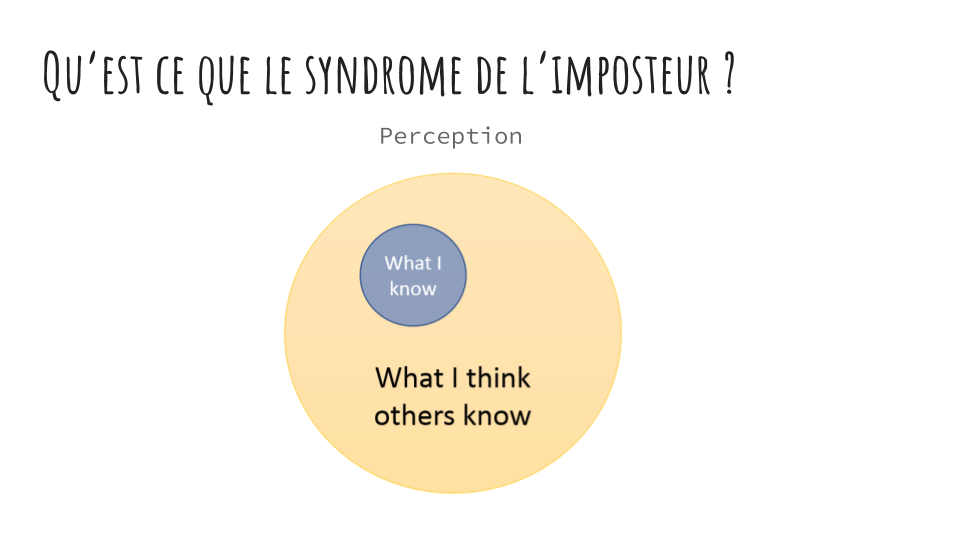 Qu’est ce que le syndrome de l’imposteur ?
Perception
What I
know
What I think
others know